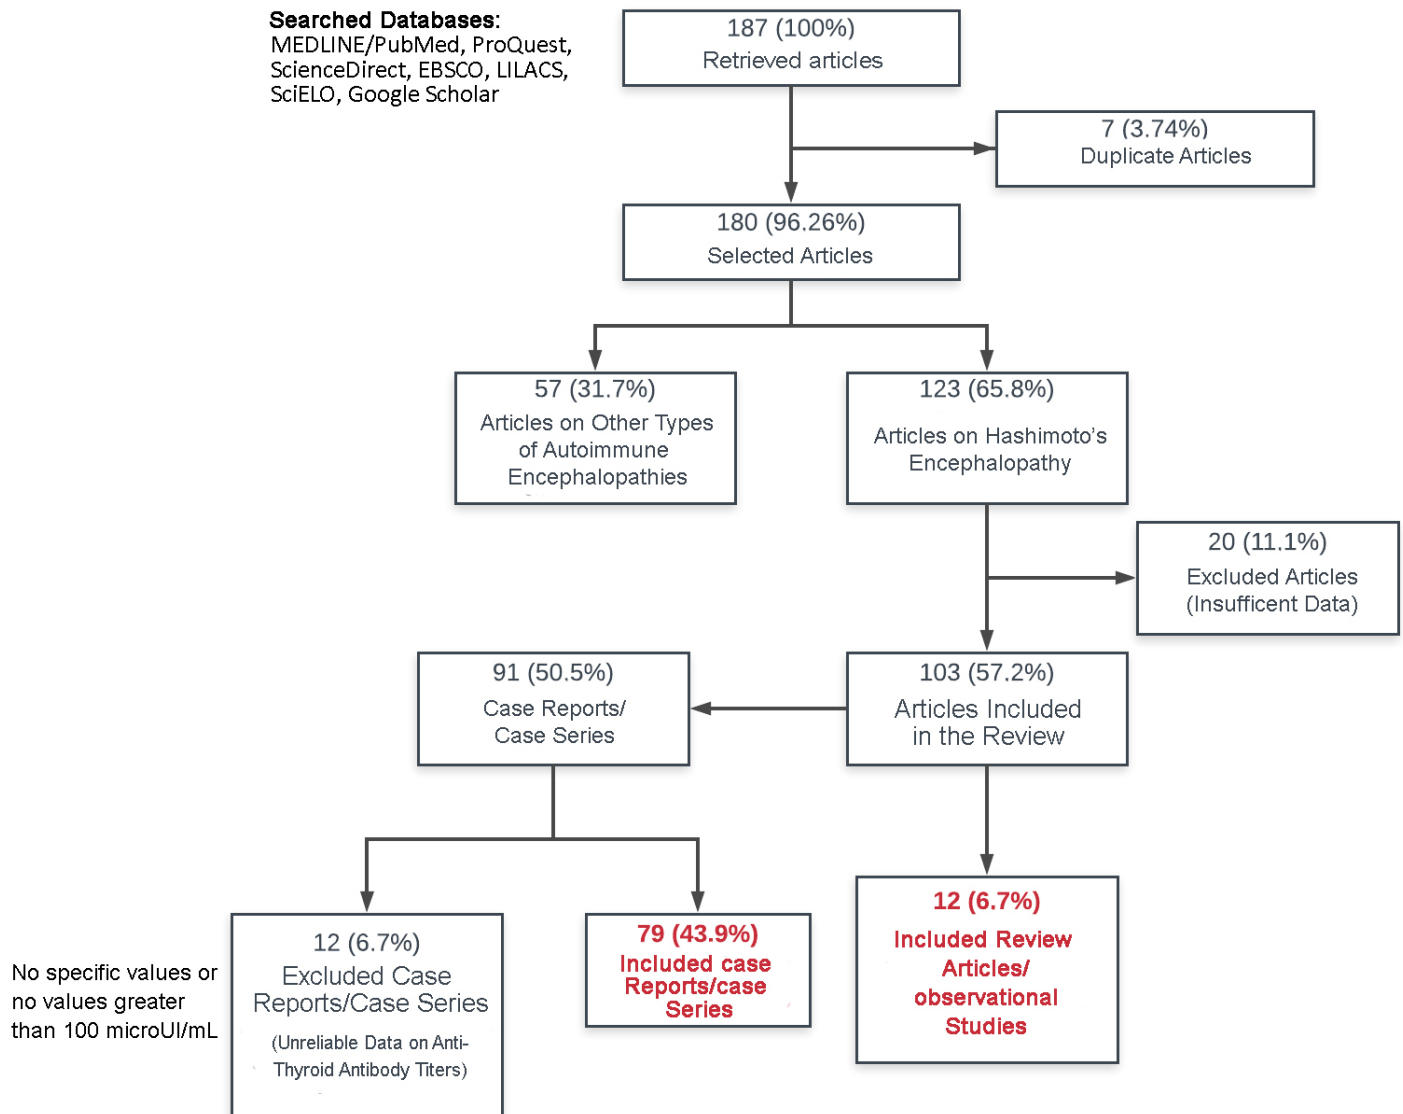 Searched Databases:
MEDLINE/PubMed, ProQuest,
ScienceDirect, EBSCO, LILACS,
SciELO, Google Scholar
187 (100%)
Retrieved articles
7 (3.74%)
Duplicate Articles
180 (96.26%)
Selected Articles
57 (31.7%)
Articles on Other Types
of Autoimmune
Encephalopathies
123 (65.8%)
Articles on Hashimoto's
Encephalopathy
20 (11.1%)
Excluded Articles
(Insufficent Data)
91 (50.5%)
Case Reports/
Case Series
103 (57.2%)
Articles Included
in the Review
No specific values or
no values greater
than 100 microUI/mL
12 (6.7%)
Excluded Case
Reports/Case Series
(Unreliable Data on Anti-
Thyroid Antibody Titers)
79 (43.9%)
Included case
Reports/case
Series
12 (6.7%)
Included Review
Articles/
observational
Studies